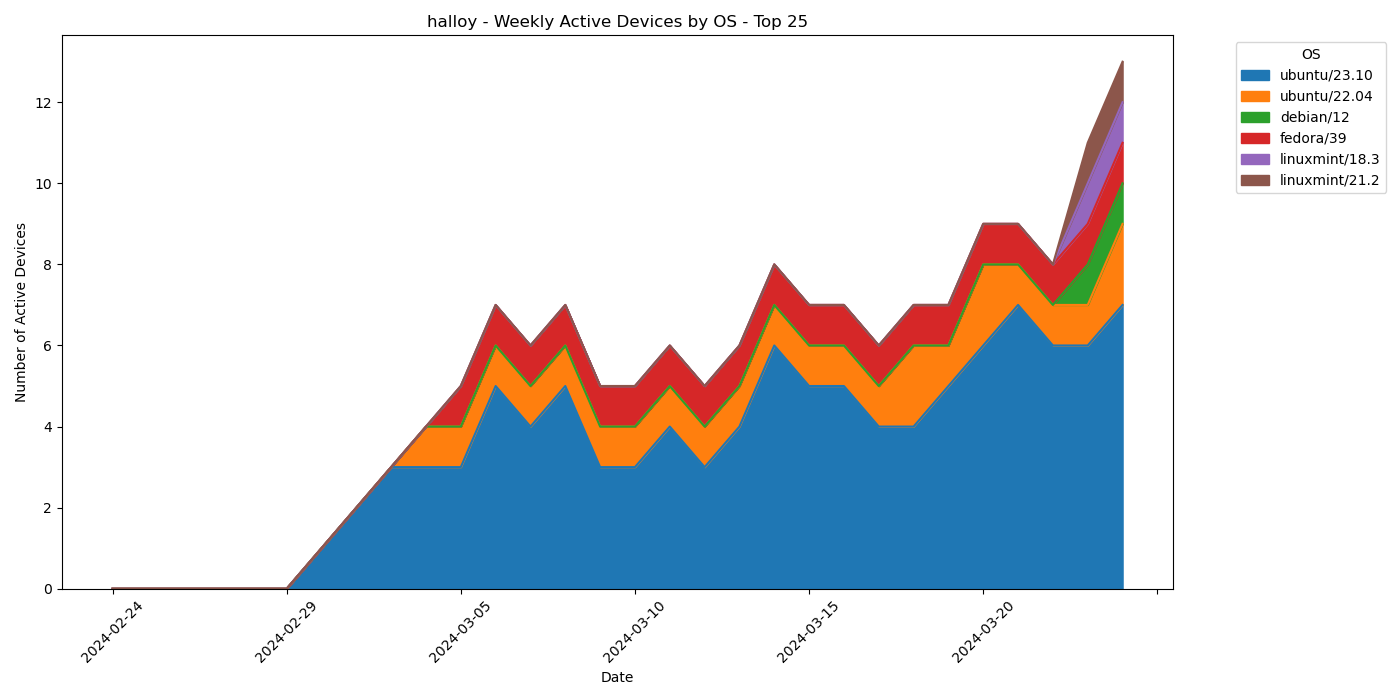 halloy - Weekly Active Devices by OS - Top 25
OS
ubuntu/23.10
ubuntu/22.04
debian/12
fedora/39
linuxmint/18.3
linuxmint/21.2
Number of Active Devices
12
10
8
6
4
2
0
2024-02-24
2024-02-29
2024-03-05
2024-03-10
2024-03-15
2024-03-20
Date